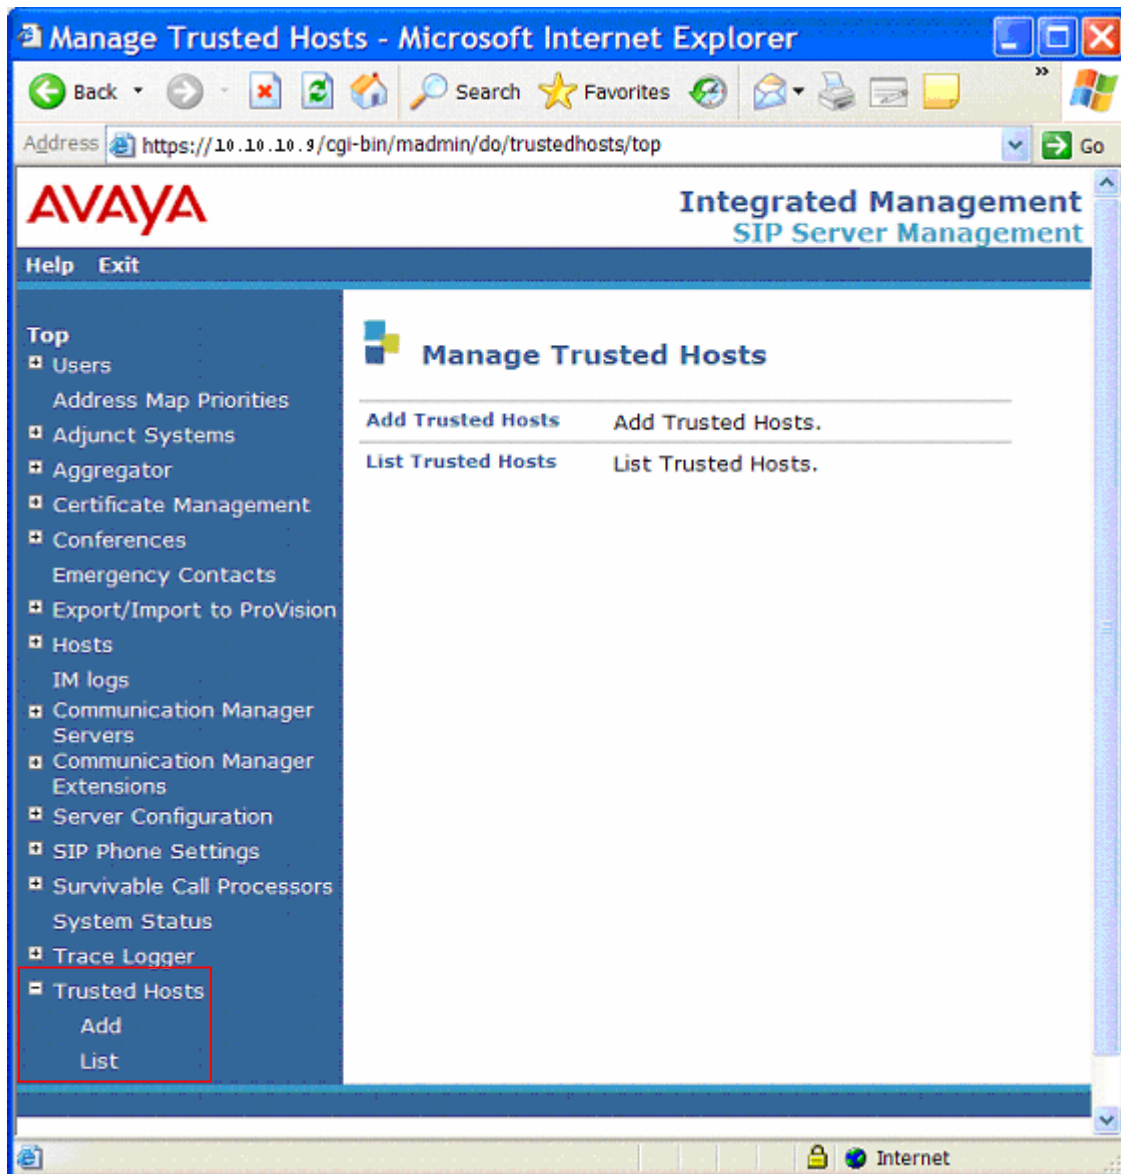 Manage Trusted Hosts - Microsoft Internet Explorer
Back Search Favorites »
Address https://10.10.10.9/cgi-bin/madmin/do/trustedhosts/top Go
AVAYA
Integrated Management
SIP Server Management
Help Exit
Top
Users
Address Map Priorities
Adjunct Systems
Aggregator
Certificate Management
Conferences
Emergency Contacts
Export/Import to ProVision
Hosts
IM logs
Communication Manager
Servers
Communication Manager
Extensions
Server Configuration
SIP Phone Settings
Survivable Call Processors
System Status
Trace Logger
Trusted Hosts
Add
List
Manage Trusted Hosts
Add Trusted Hosts Add Trusted Hosts.
List Trusted Hosts List Trusted Hosts.
Internet